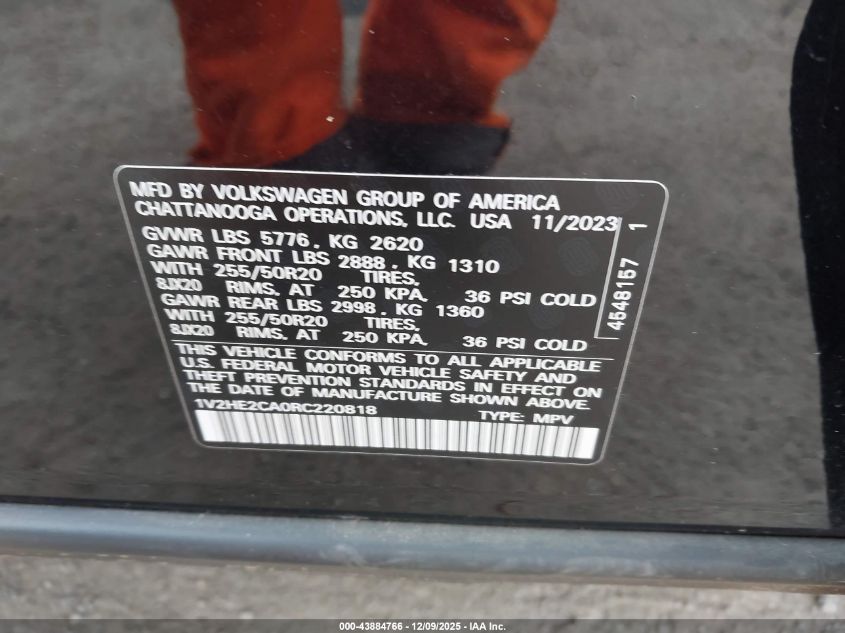 MFD BY VOLKSWAGEN GROUP OF AMERICA
CHATTANOOGA OPERATIONS, LLC. USA 11/2023
GVWR LBS 5776, KG 2620
GAWR FRONT LBS 2888, KG 1310
WITH 255/50R20 TIRES,
8JX20 RIMS, AT 250 KPA, 36 PSI COLD
GAWR REAR LBS 2998, KG 1360
WITH 255/50R20 TIRES,
8JX20 RIMS, AT 250 KPA, 36 PSI COLD
4548157 1
THIS VEHICLE CONFORMS TO ALL APPLICABLE
U.S. FEDERAL MOTOR VEHICLE SAFETY AND
THEFT PREVENTION STANDARDS IN EFFECT ON
THE DATE OF MANUFACTURE SHOWN ABOVE.
1V2HE2CA0RC220818 TYPE: MPV
000-43884766 - 12/09/2025 - IAA Inc.